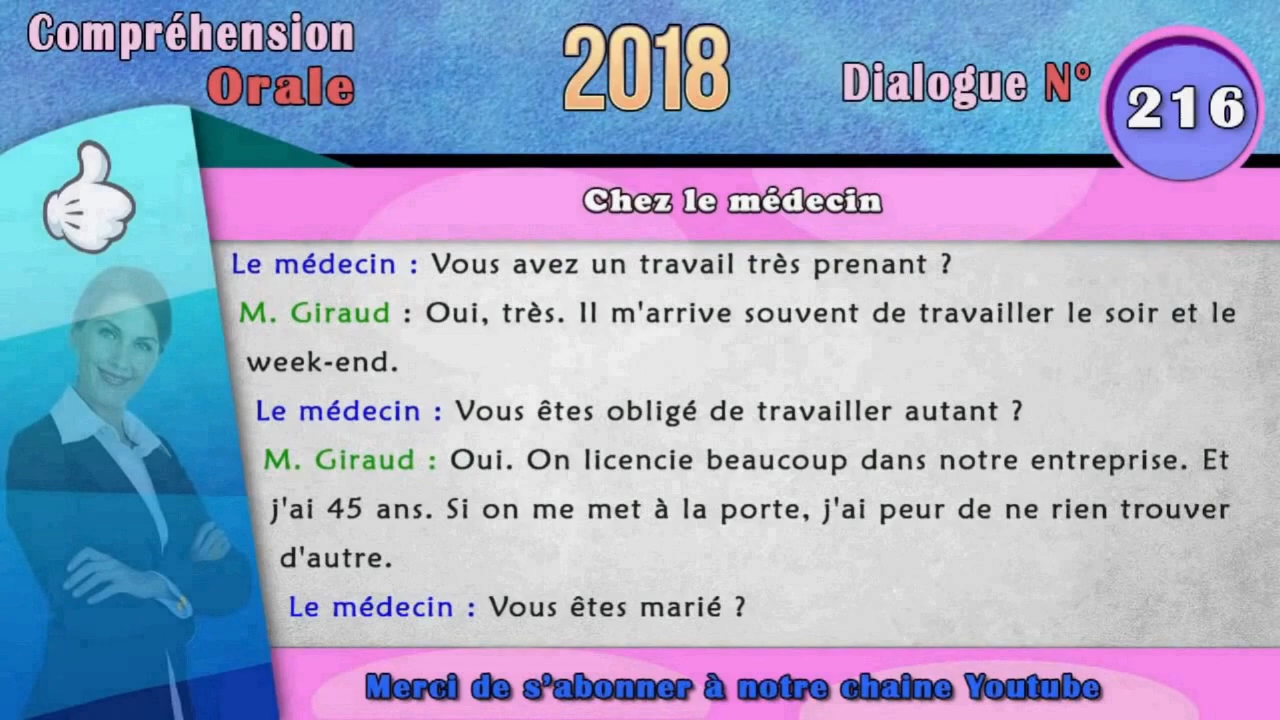 Compréhension
Orale
2018
Dialogue N°
216
Chez le médecin
Le médecin : Vous avez un travail très prenant ?
M. Giraud : Oui, très. Il m'arrive souvent de travailler le soir et le
week-end.
Le médecin : Vous êtes obligé de travailler autant ?
M. Giraud : Oui. On licencie beaucoup dans notre entreprise. Et
j'ai 45 ans. Si on me met à la porte, j'ai peur de ne rien trouver
d'autre.
Le médecin : Vous êtes marié ?
Merci de s'abonner à notre chaine Youtube